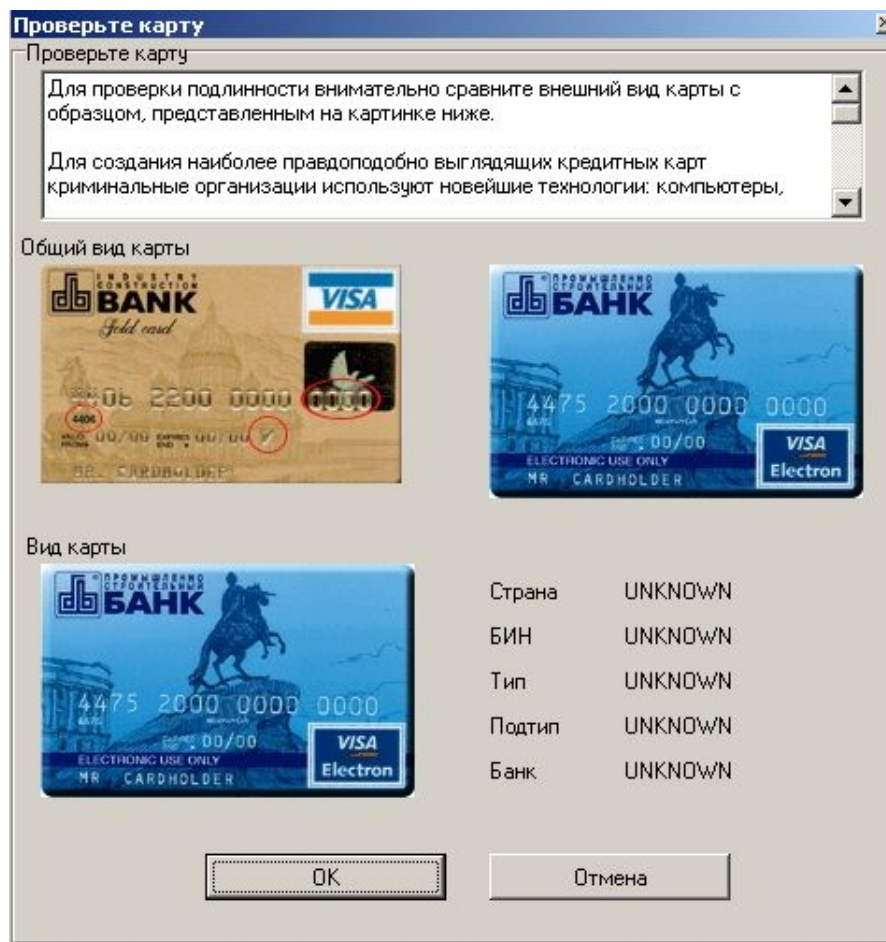 Проверьте карту
Проверьте карту
Для проверки подлинности внимательно сравните внешний вид карты с
образцом, представленным на картинке ниже.
Для создания наиболее правдоподобно выглядящих кредитных карт
криминальные организации используют новейшие технологии: компьютеры,
Общий вид карты
INDUSTRY
CONSTRUCTION
BANK
Gold card
VISA
4406 2200 0000 0000
4406
VALID FROM 00/00 EXPIRES END 00/00 V
MR. CARDHOLDER
ПРОМЫШЛЕННО
СТРОИТЕЛЬНЫЙ
БАНК
4475 2000 0000 0000
4475
00/00
ELECTRONIC USE ONLY
MR CARDHOLDER
VISA
Electron
Вид карты
ПРОМЫШЛЕННО
СТРОИТЕЛЬНЫЙ
БАНК
4475 2000 0000 0000
4475
00/00
ELECTRONIC USE ONLY
MR CARDHOLDER
VISA
Electron
Страна UNKNOWN
БИН UNKNOWN
Тип UNKNOWN
Подтип UNKNOWN
Банк UNKNOWN
OK
Отмена